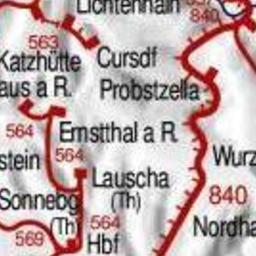 Lichtenhain
840
563
Cursdf
Katzhütte
aus a R.
Probstzella
564
Ernstthal a R.
stein
564
Wurz
Lauscha
(Th)
Sonnebg
(Th)
564
840
Nordha
569
Hbf